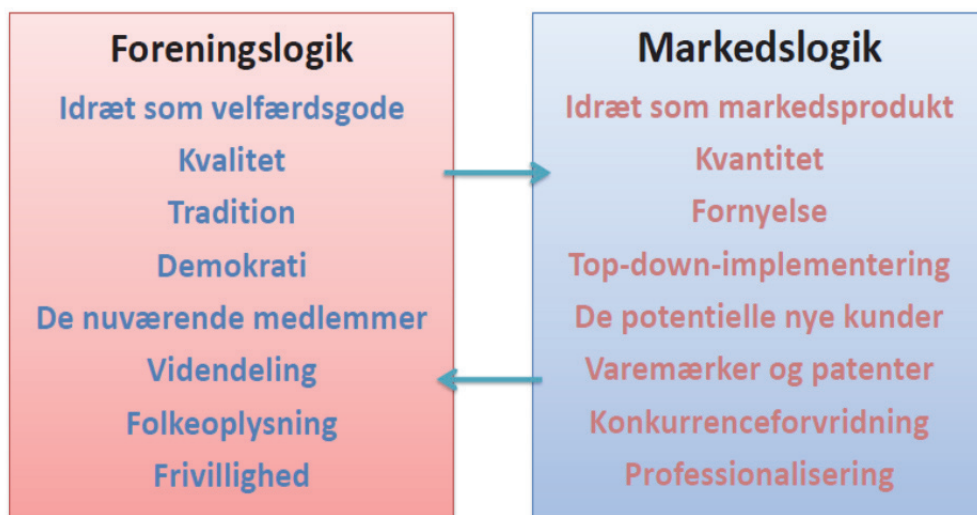 Foreningslogik
Idræt som velfærdsgode
Kvalitet
Tradition
Demokrati
De nuværende medlemmer
Videndeling
Folkeoplysning
Frivillighed
Markedslogik
Idræt som markedsprodukt
Kvantitet
Fornyelse
Top-down-implementering
De potentielle nye kunder
Varemærker og patenter
Konkurrenceforvridning
Professionalisering